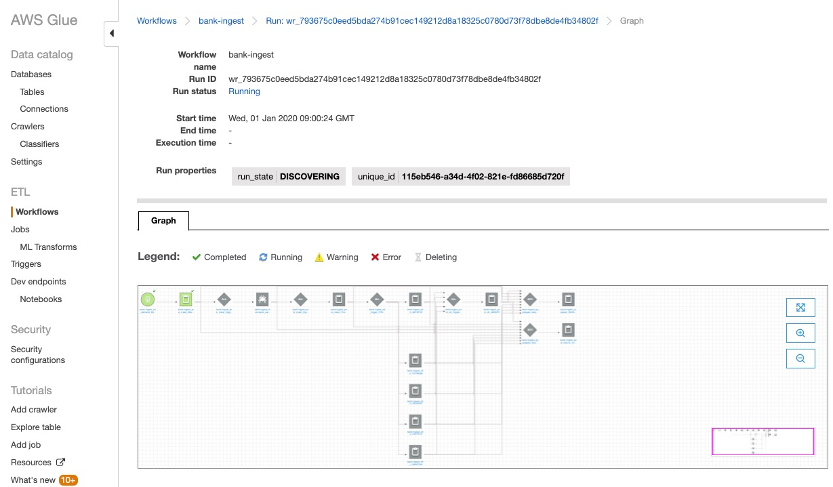 AWS Glue
Data catalog
Databases
Tables
Connections
Crawlers
Classifiers
Settings
ETL
Workflows
Jobs
ML Transforms
Triggers
Dev endpoints
Notebooks
Security
Security
configurations
Tutorials
Add crawler
Explore table
Add job
Resources
What's new 10+
Workflows bank-ingest Run: wr_793675c0eed5bda274b91cec149212d8a18325c0780d73f78dbe8de4fb34802f Graph
Workflow
name
bank-ingest
Run ID wr_793675c0eed5bda274b91cec149212d8a18325c0780d73f78dbe8de4fb34802f
Run status Running
Start time Wed, 01 Jan 2020 09:00:24 GMT
End time -
Execution time -
Run properties run_state DISCOVERING unique_id 115eb546-a34d-4f02-821e-fd86685d720f
Graph
Legend: Completed Running Warning Error Deleting